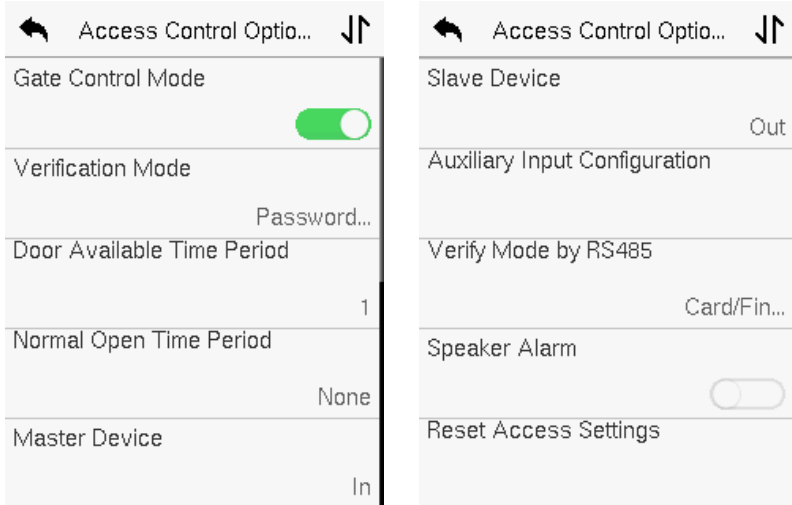 Access Control Optio...
Gate Control Mode
Verification Mode
Password...
Door Available Time Period
1
Normal Open Time Period
None
Master Device
In
Access Control Optio...
Slave Device
Out
Auxiliary Input Configuration
Verify Mode by RS485
Card/Fin...
Speaker Alarm
Reset Access Settings